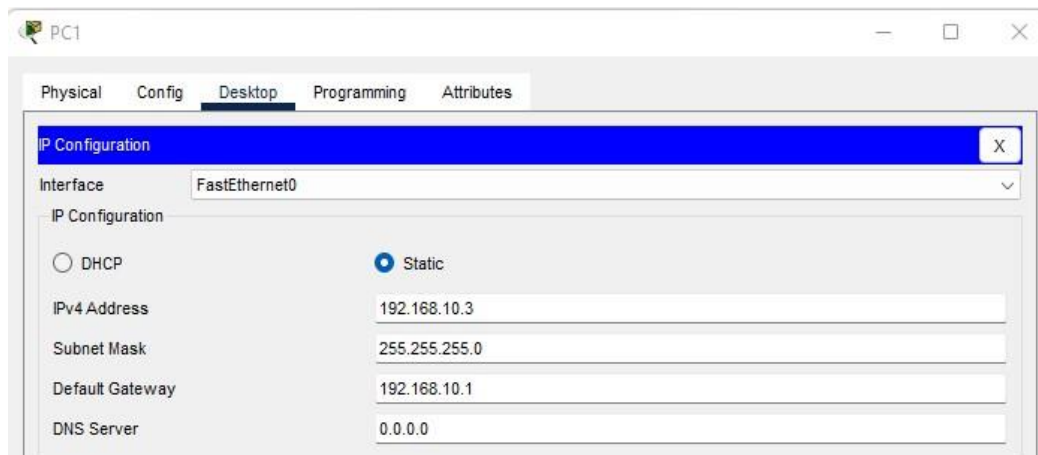 PC1
Physical Config Desktop Programming Attributes
IP Configuration X
Interface FastEthernet0
IP Configuration
DHCP Static
IPv4 Address 192.168.10.3
Subnet Mask 255.255.255.0
Default Gateway 192.168.10.1
DNS Server 0.0.0.0